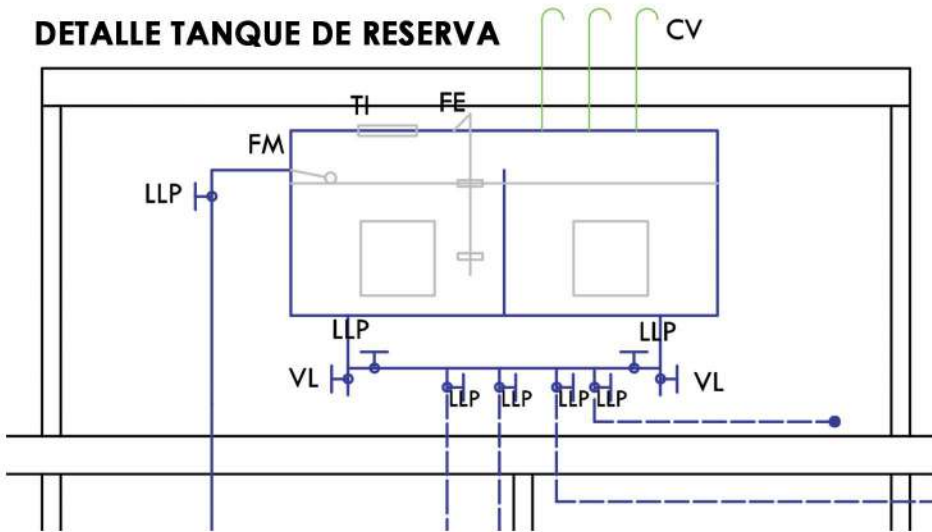 DETALLE TANQUE DE RESERVA
CV
TI
FE
FM
LLP
LLP
LLP
VL
VL
LLP
LLP
LLP
LLP